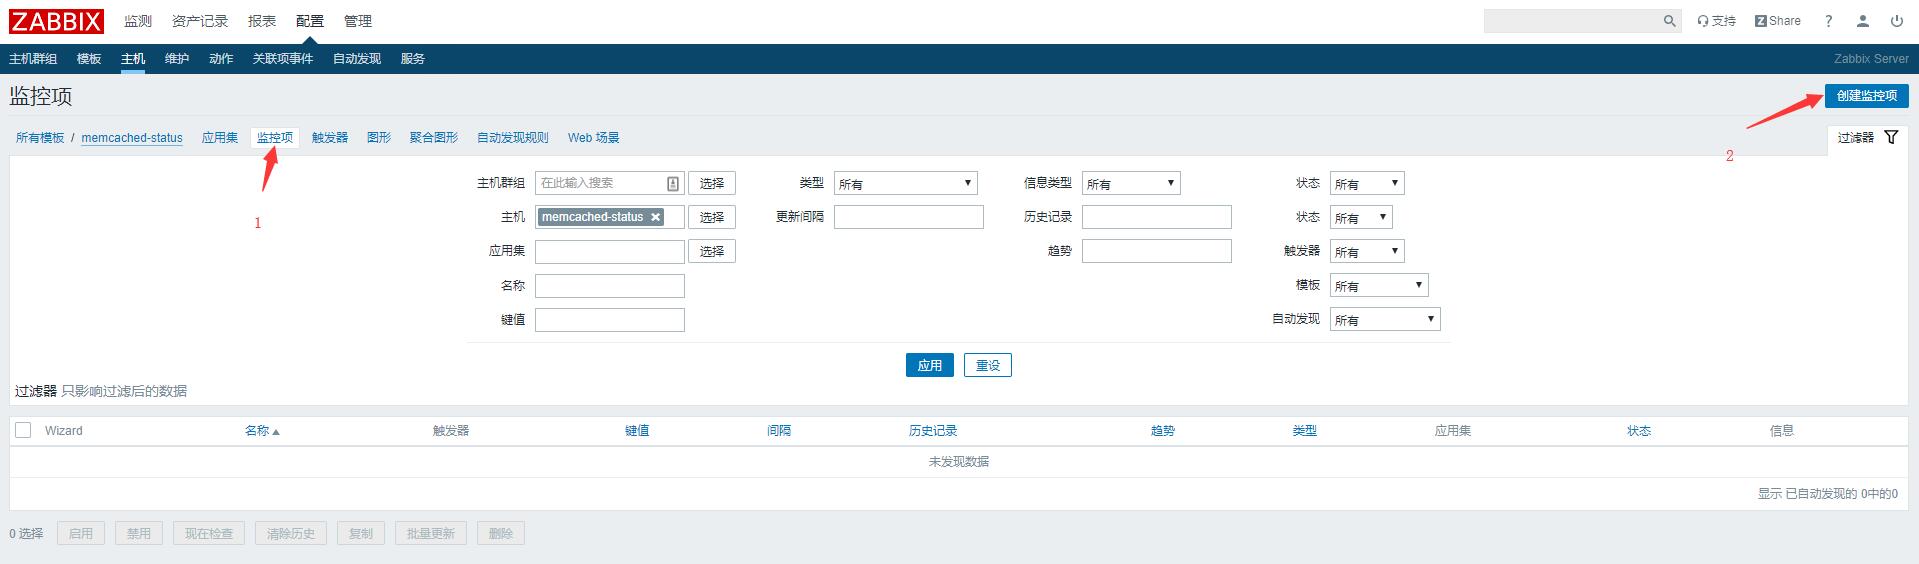 ZABBIX 监测 资产记录 报表 配置 管理 支持 Z Share ?
主机群组 模板 主机 维护 动作 关联项事件 自动发现 服务 Zabbix Server
监控项 创建监控项
所有模板 / memcached-status 应用集 监控项 触发器 图形 聚合图形 自动发现规则 Web 场景 过滤器
2
主机群组 在此输入搜索 选择 类型 所有 信息类型 所有 状态 所有
1
主机 memcached-status 选择 更新间隔 历史记录 状态 所有
应用集 选择 趋势 触发器 所有
名称 模板 所有
键值 自动发现 所有
应用 重设
过滤器 只影响过滤后的数据
Wizard 名称 触发器 键值 间隔 历史记录 趋势 类型 应用集 状态 信息
未发现数据
显示 已自动发现的 0中的0
0 选择 启用 禁用 现在检查 清除历史 复制 批量更新 删除